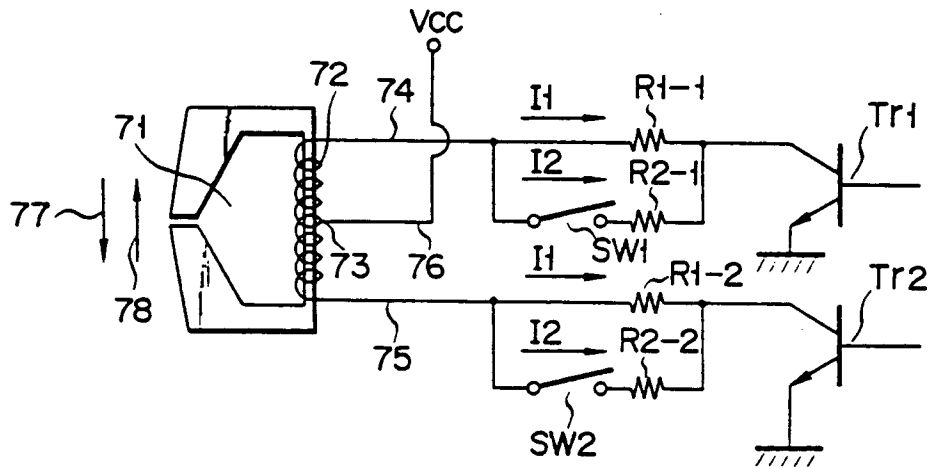 VCC
72
74
I1
R1-1
Tr1
71
I2
R2-1
77
73
76
SW1
78
I1
R1-2
Tr2
75
I2
R2-2
SW2